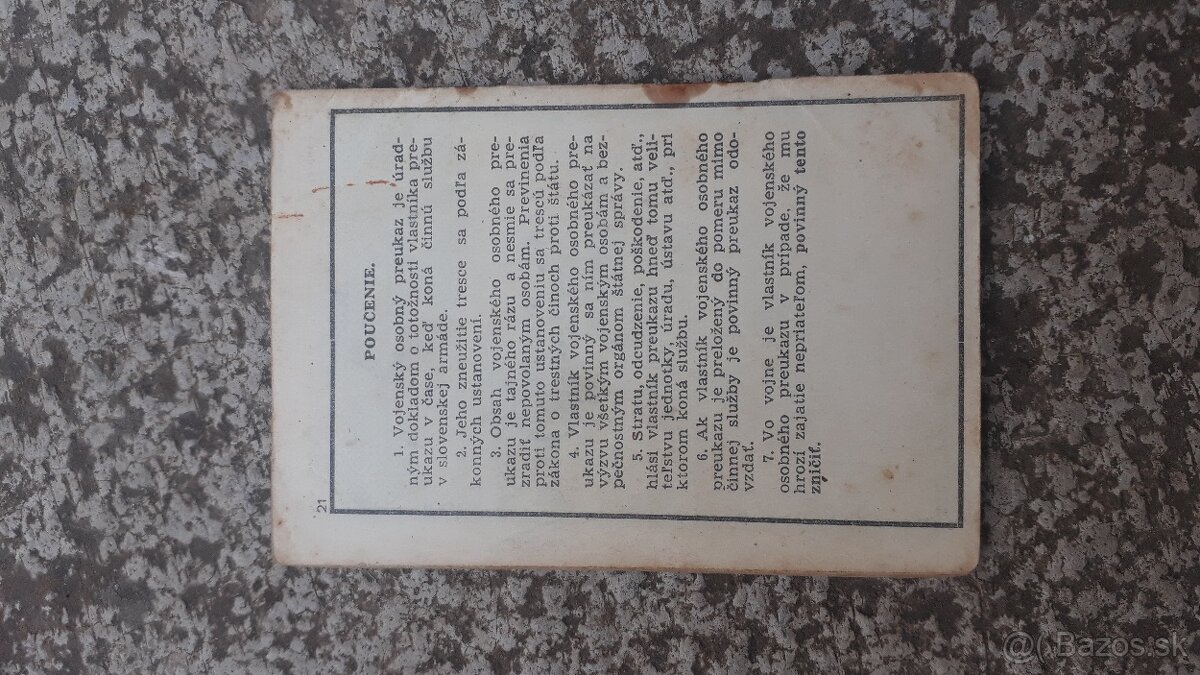 21
POUČENIE.
1. Vojenský osobný preukaz je úrad-
ným dokladom o totožnosti vlastníka pre-
ukazu v čase, keď koná činnú službu
v slovenskej armáde.
2. Jeho zneužitie tresce sa podľa zá-
konných ustanovení.
3. Obsah vojenského osobného pre-
ukazu je tajného rázu a nesmie sa pre-
zradiť nepovolaným osobám. Previnenia
proti tomuto ustanoveniu sa trescú podľa
zákona o trestných činoch proti štátu.
4. Vlastník vojenského osobného pre-
ukazu je povinný sa ním preukázať na
výzvu všetkým vojenským osobám a bez-
pečnostným orgánom štátnej správy.
5. Stratu, odcudzenie, poškodenie, atď.,
hlási vlastník preukazu hneď tomu veli-
teľstvu jednotky, úradu, ústavu atď., pri
ktorom koná službu.
6. Ak vlastník vojenského osobného
preukazu je preložený do pomeru mimo
činnej služby je povinný preukaz odo-
vzdať.
7. Vo vojne je vlastník vojenského
osobného preukazu v prípade, že mu
hrozí zajatie nepriateľom, povinný tento
zničiť.
@( Bazos.sk